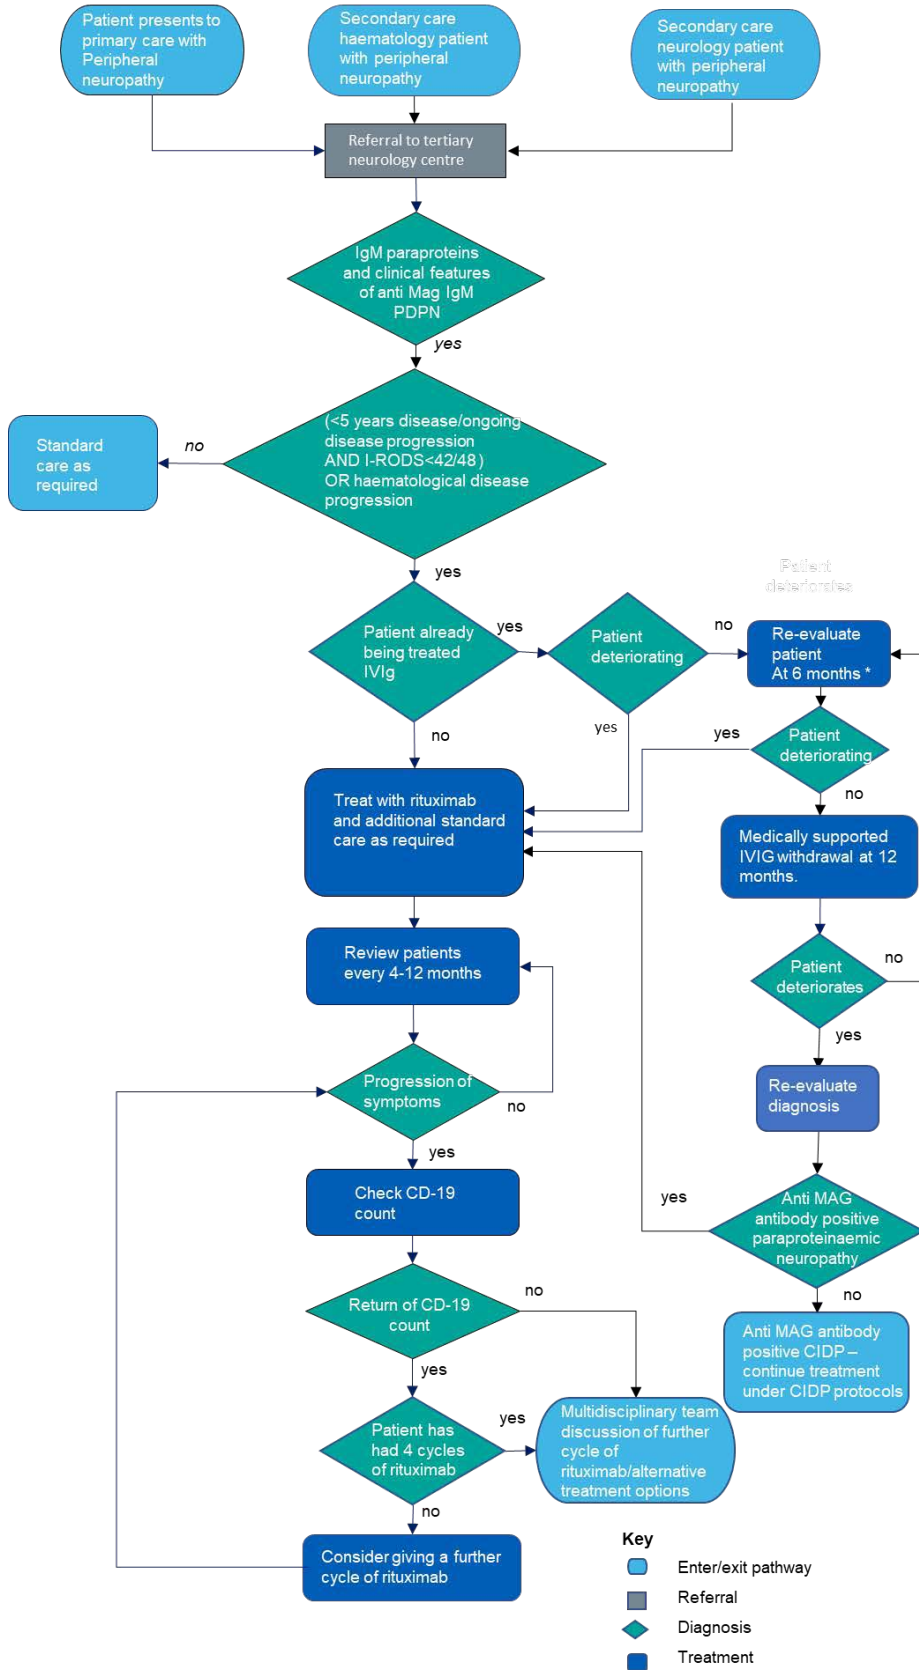 Patient presents to
primary care with
Peripheral
neuropathy
Secondary care
haematology patient
with peripheral
neuropathy
Secondary care
neurology patient
with peripheral
neuropathy
Referral to tertiary
neurology centre
IgM paraproteins
and clinical features
of anti Mag IgM
PDPN
yes
(<5 years disease/ongoing
disease progression
AND I-RODS<42/48)
OR haematological disease
progression
no
Standard
care as
required
yes
Patient already
being treated
IVIg
yes
Patient
deteriorating
no
Patient
deteriorates
Re-evaluate
patient
At 6 months *
no
yes
yes
Patient
deteriorating
no
Treat with rituximab
and additional standard
care as required
Medically supported
IVIG withdrawal at 12
months.
Review patients
every 4-12 months
Patient
deteriorates
no
yes
Progression of
symptoms
no
Re-evaluate
diagnosis
yes
Check CD-19
count
yes
Anti MAG
antibody positive
paraproteinaemic
neuropathy
no
Return of CD-19
count
no
Anti MAG antibody
positive CIDP –
continue treatment
under CIDP protocols
yes
Patient has
had 4 cycles
of rituximab
yes
Multidisciplinary team
discussion of further
cycle of
rituximab/alternative
treatment options
no
Consider giving a further
cycle of rituximab
Key
Enter/exit pathway
Referral
Diagnosis
Treatment